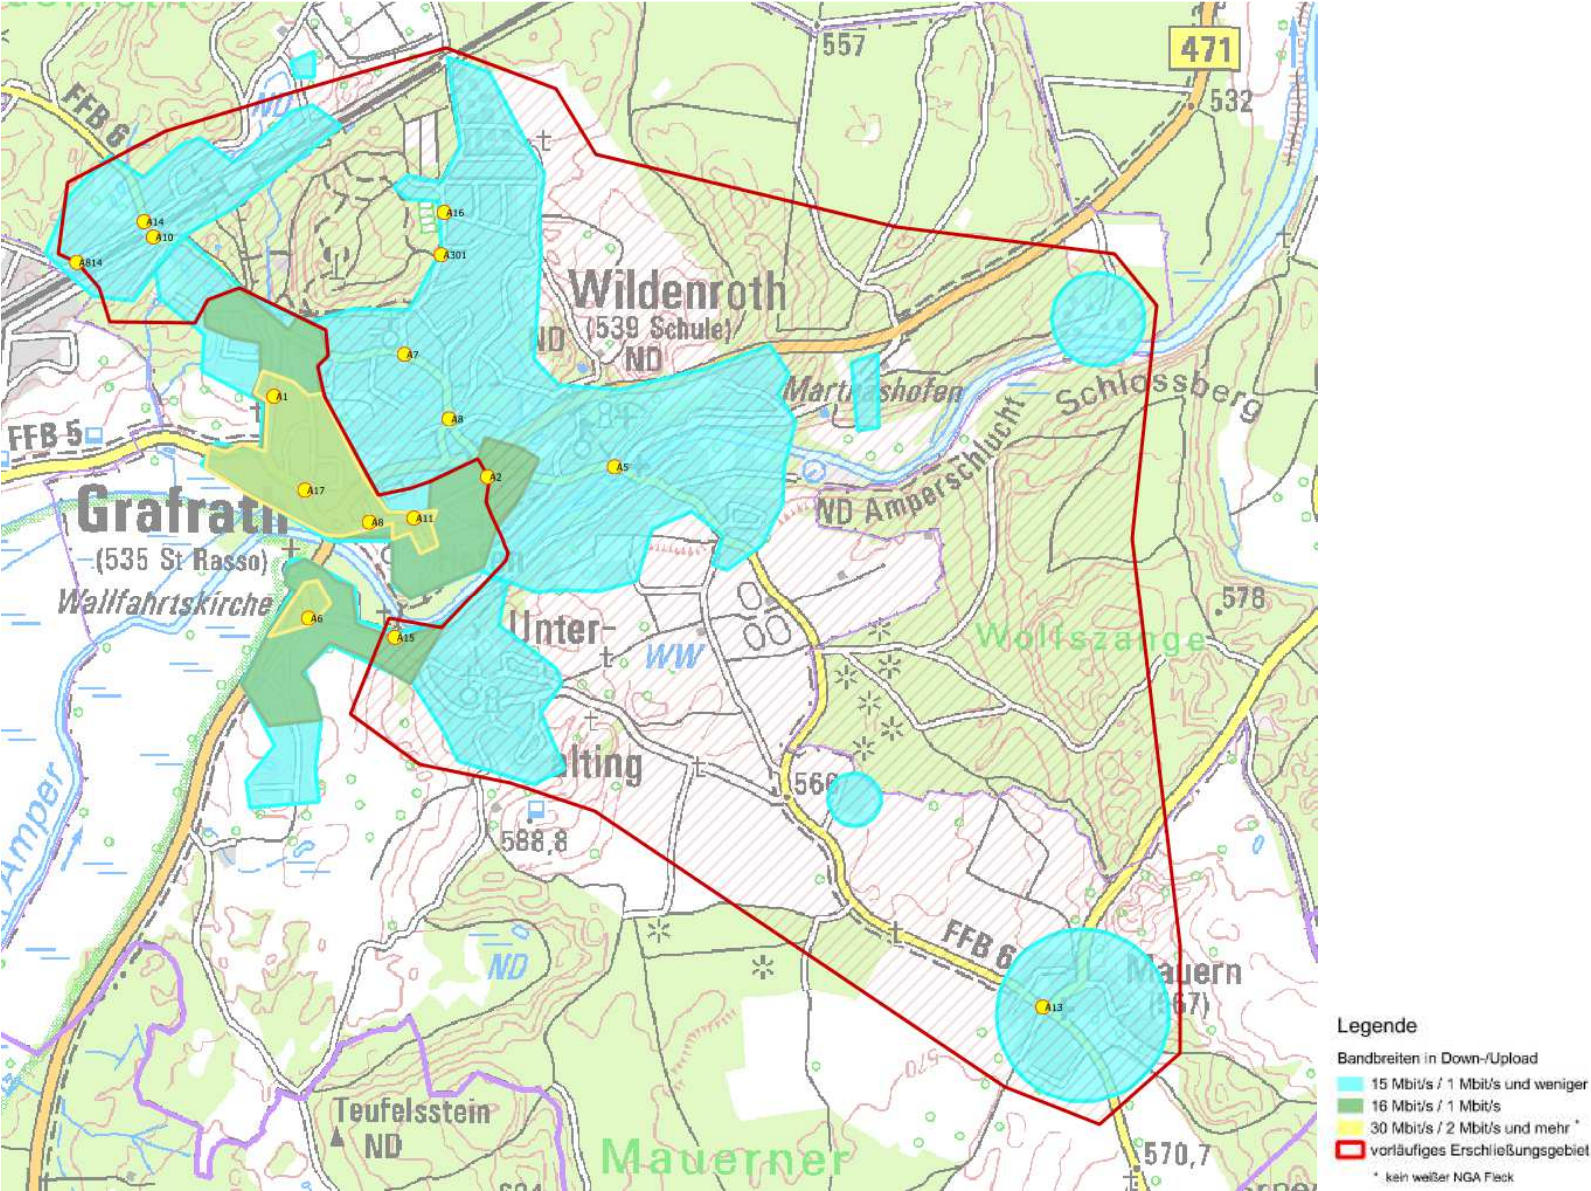 557
471
532
FFB 6
ND
A14
A10
A814
A16
A301
Wildenroth
(539 Schule)
ND
ND
A7
A1
A8
FFB 5
A5
A2
A17
A8
A11
Schlossberg
ND Amperschlucht
Grafrath
(535 St Rasso)
Wallfahrtskirche
A6
A15
Unter-
WW
Wolfszange
578
alting
566
588,8
Amper
ND
FFB 6
Mauern
(567)
A13
570
Teufelsstein
ND
Mauerner
570,7
Legende
Bandbreiten in Down-/Upload
15 Mbit/s / 1 Mbit/s und weniger
16 Mbit/s / 1 Mbit/s
30 Mbit/s / 2 Mbit/s und mehr *
vorläufiges Erschließungsgebiet
* kein weißer NGA Fleck